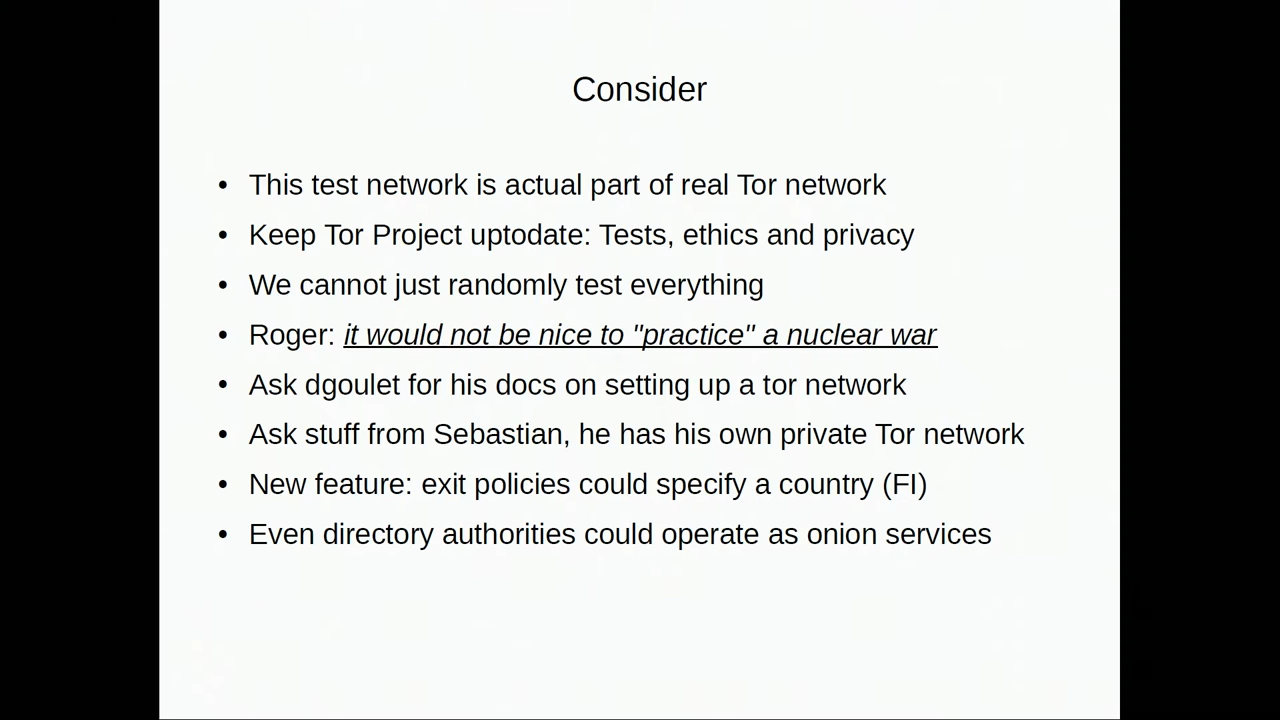 Consider
• This test network is actual part of real Tor network
• Keep Tor Project uptodate: Tests, ethics and privacy
• We cannot just randomly test everything
• Roger: it would not be nice to "practice" a nuclear war
• Ask dgoulet for his docs on setting up a tor network
• Ask stuff from Sebastian, he has his own private Tor network
• New feature: exit policies could specify a country (FI)
• Even directory authorities could operate as onion services